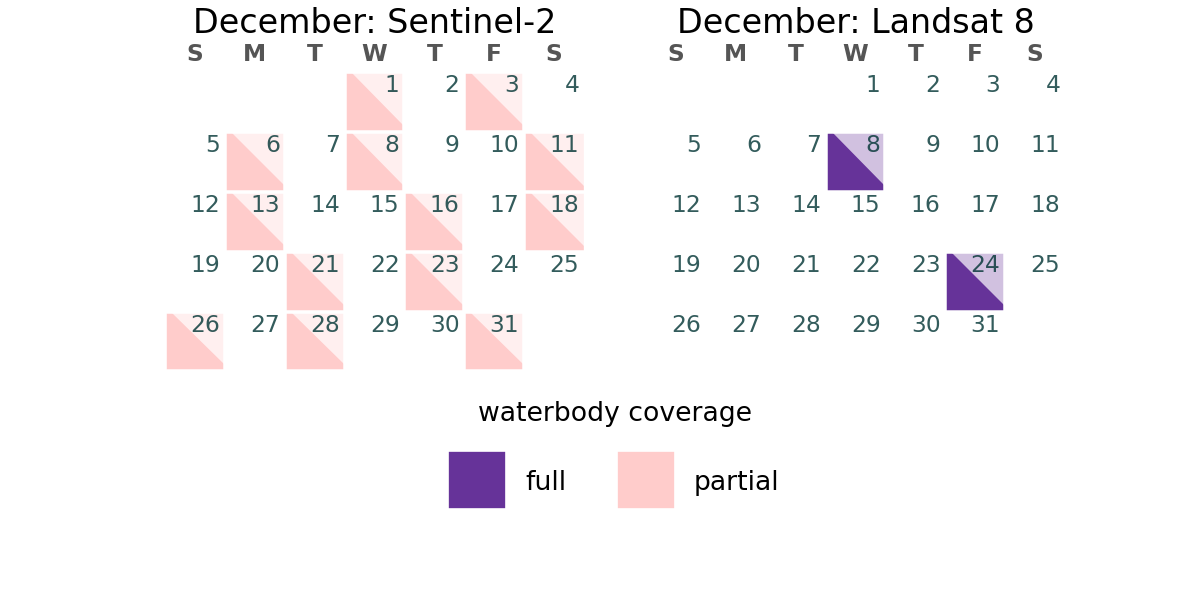 December: Sentinel-2
S M T W T F S
1 2 3 4
5 6 7 8 9 10 11
12 13 14 15 16 17 18
19 20 21 22 23 24 25
26 27 28 29 30 31
December: Landsat 8
S M T W T F S
1 2 3 4
5 6 7 8 9 10 11
12 13 14 15 16 17 18
19 20 21 22 23 24 25
26 27 28 29 30 31
waterbody coverage
full partial